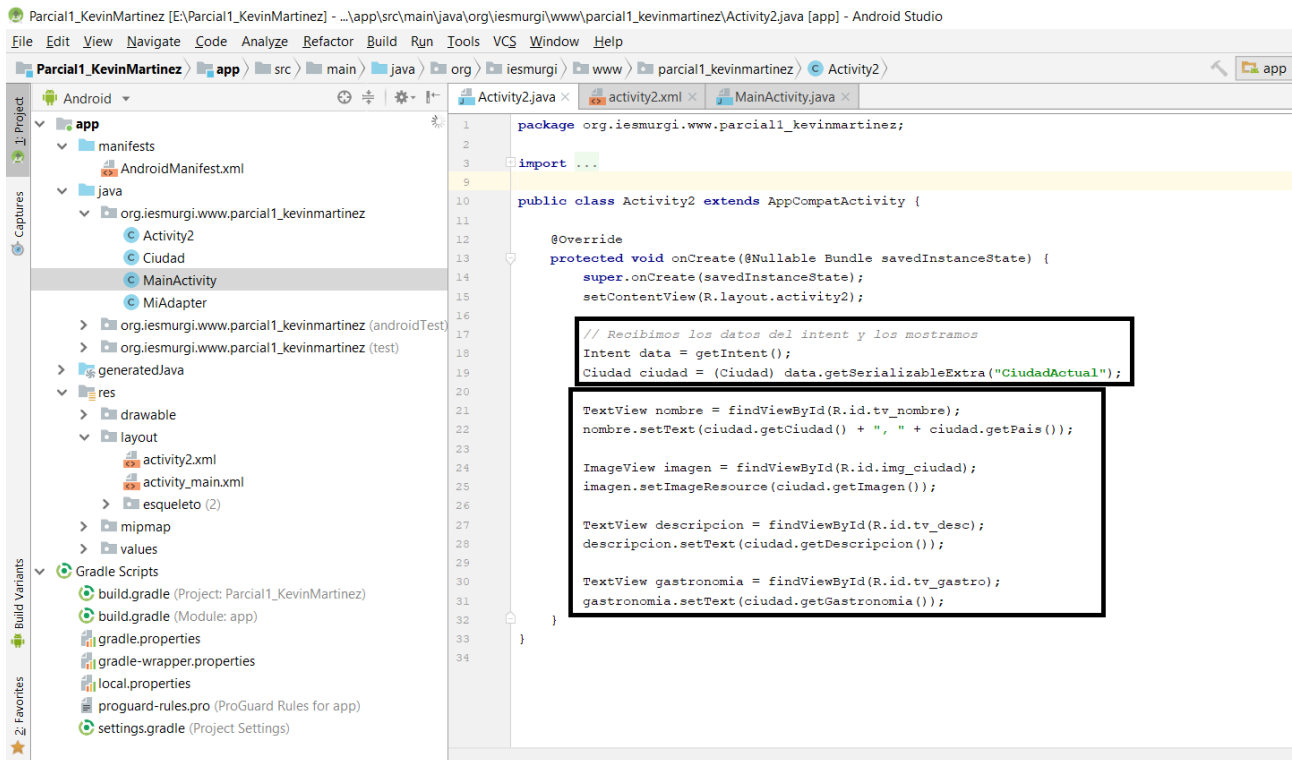 Parcial1_KevinMartinez [E:\Parcial1_KevinMartinez] - ...\app\src\main\java\org\iesmurgi\www\parcial1_kevinmartinez\Activity2.java [app] - Android Studio
File Edit View Navigate Code Analyze Refactor Build Run Tools VCS Window Help
Parcial1_KevinMartinez app src main java org iesmurgi www parcial1_kevinmartinez Activity2 app
1: Project
Captures
Build Variants
2: Favorites
Android
app
manifests
AndroidManifest.xml
java
org.iesmurgi.www.parcial1_kevinmartinez
Activity2
Ciudad
MainActivity
MiAdapter
org.iesmurgi.www.parcial1_kevinmartinez (androidTest)
org.iesmurgi.www.parcial1_kevinmartinez (test)
generatedJava
res
drawable
layout
activity2.xml
activity_main.xml
esqueleto (2)
mipmap
values
Gradle Scripts
build.gradle (Project: Parcial1_KevinMartinez)
build.gradle (Module: app)
gradle.properties
gradle-wrapper.properties
local.properties
proguard-rules.pro (ProGuard Rules for app)
settings.gradle (Project Settings)
Activity2.java activity2.xml MainActivity.java
1 package org.iesmurgi.www.parcial1_kevinmartinez;
2
3 import ...
9
10 public class Activity2 extends AppCompatActivity {
11
12 @Override
13 protected void onCreate(@Nullable Bundle savedInstanceState) {
14 super.onCreate(savedInstanceState);
15 setContentView(R.layout.activity2);
16
17 // Recibimos los datos del intent y los mostramos
18 Intent data = getIntent();
19 Ciudad ciudad = (Ciudad) data.getSerializableExtra("CiudadActual");
20
21 TextView nombre = findViewById(R.id.tv_nombre);
22 nombre.setText(ciudad.getCiudad() + ", " + ciudad.getPais());
23
24 ImageView imagen = findViewById(R.id.img_ciudad);
25 imagen.setImageResource(ciudad.getImagen());
26
27 TextView descripcion = findViewById(R.id.tv_desc);
28 descripcion.setText(ciudad.getDescripcion());
29
30 TextView gastronomia = findViewById(R.id.tv_gastro);
31 gastronomia.setText(ciudad.getGastronomia());
32 }
33 }
34